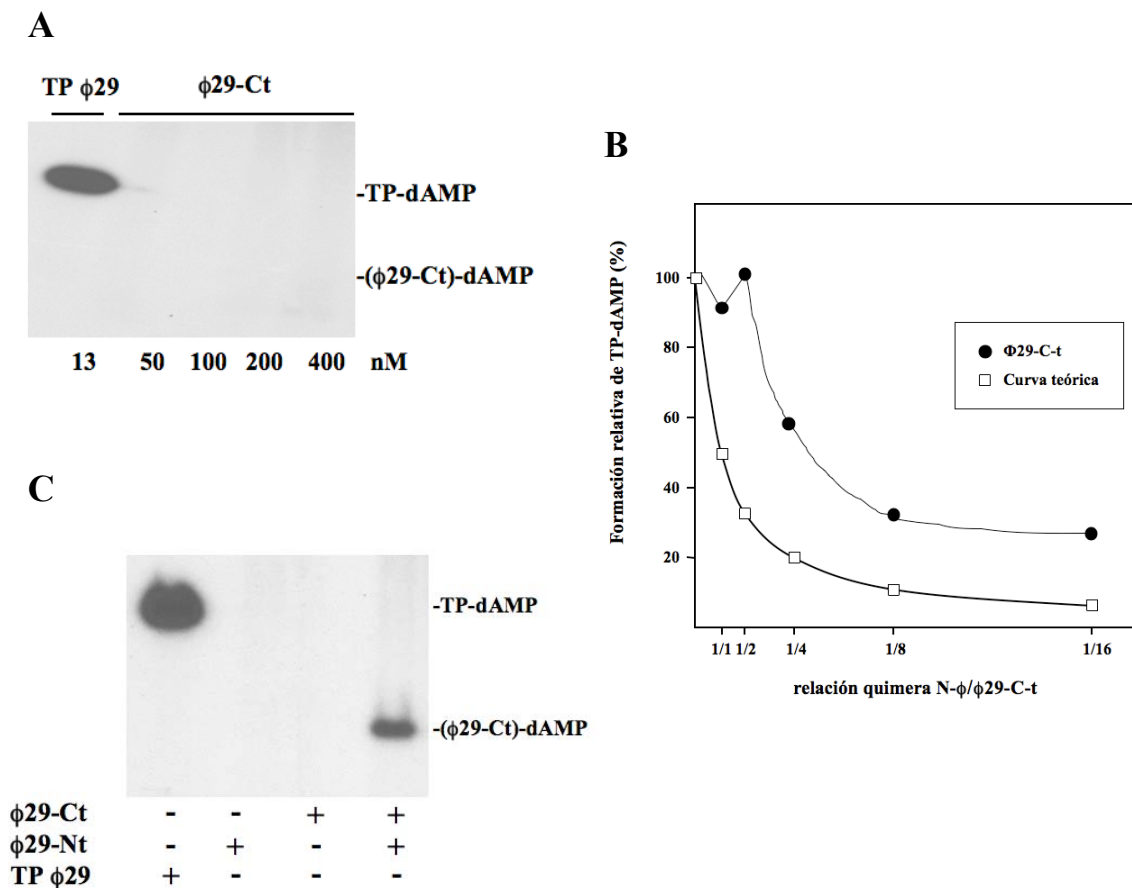 A
TP ϕ29 ϕ29-Ct
-TP-dAMP
-(ϕ29-Ct)-dAMP
13 50 100 200 400 nM
B
Formación relativa de TP-dAMP (%)
100
80
60
40
20
Φ29-C-t
Curva teórica
1/1 1/2 1/4 1/8 1/16
relación quimera N-ϕ/ϕ29-C-t
C
-TP-dAMP
-(ϕ29-Ct)-dAMP
ϕ29-Ct - - + +
ϕ29-Nt - + - +
TP ϕ29 + - - -